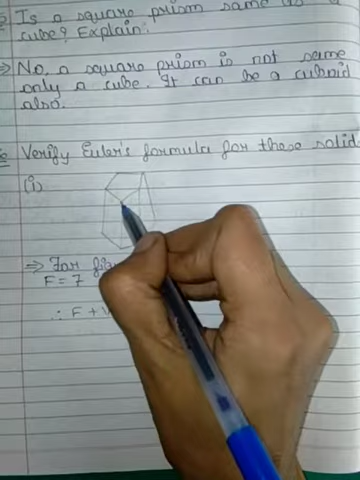 Is a square prism same as a
cube? Explain.
⇒ No, a square prism is not same
only a cube. It can be a cuboid
also.
Verify Euler's formula for these solid
(i)
⇒ For
F = 7
∴ F +